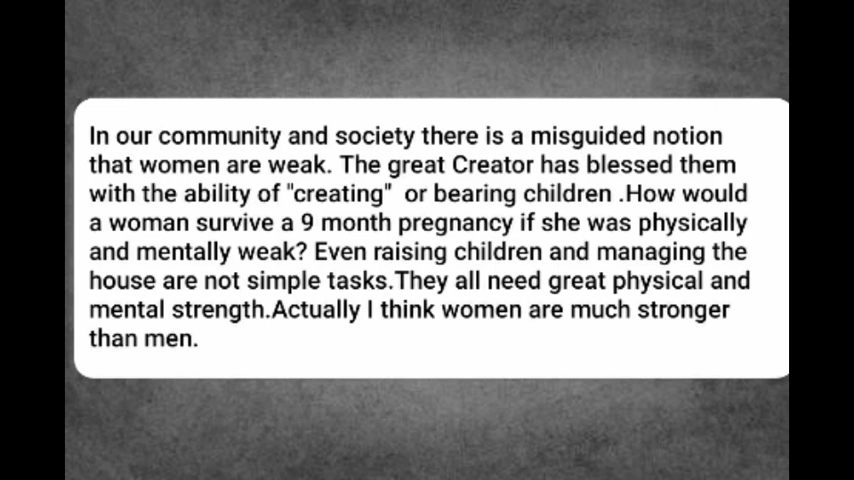 In our community and society there is a misguided notion
that women are weak. The great Creator has blessed them
with the ability of "creating"  or bearing children .How would
a woman survive a 9 month pregnancy if she was physically
and mentally weak? Even raising children and managing the
house are not simple tasks.They all need great physical and
mental strength.Actually I think women are much stronger
than men.